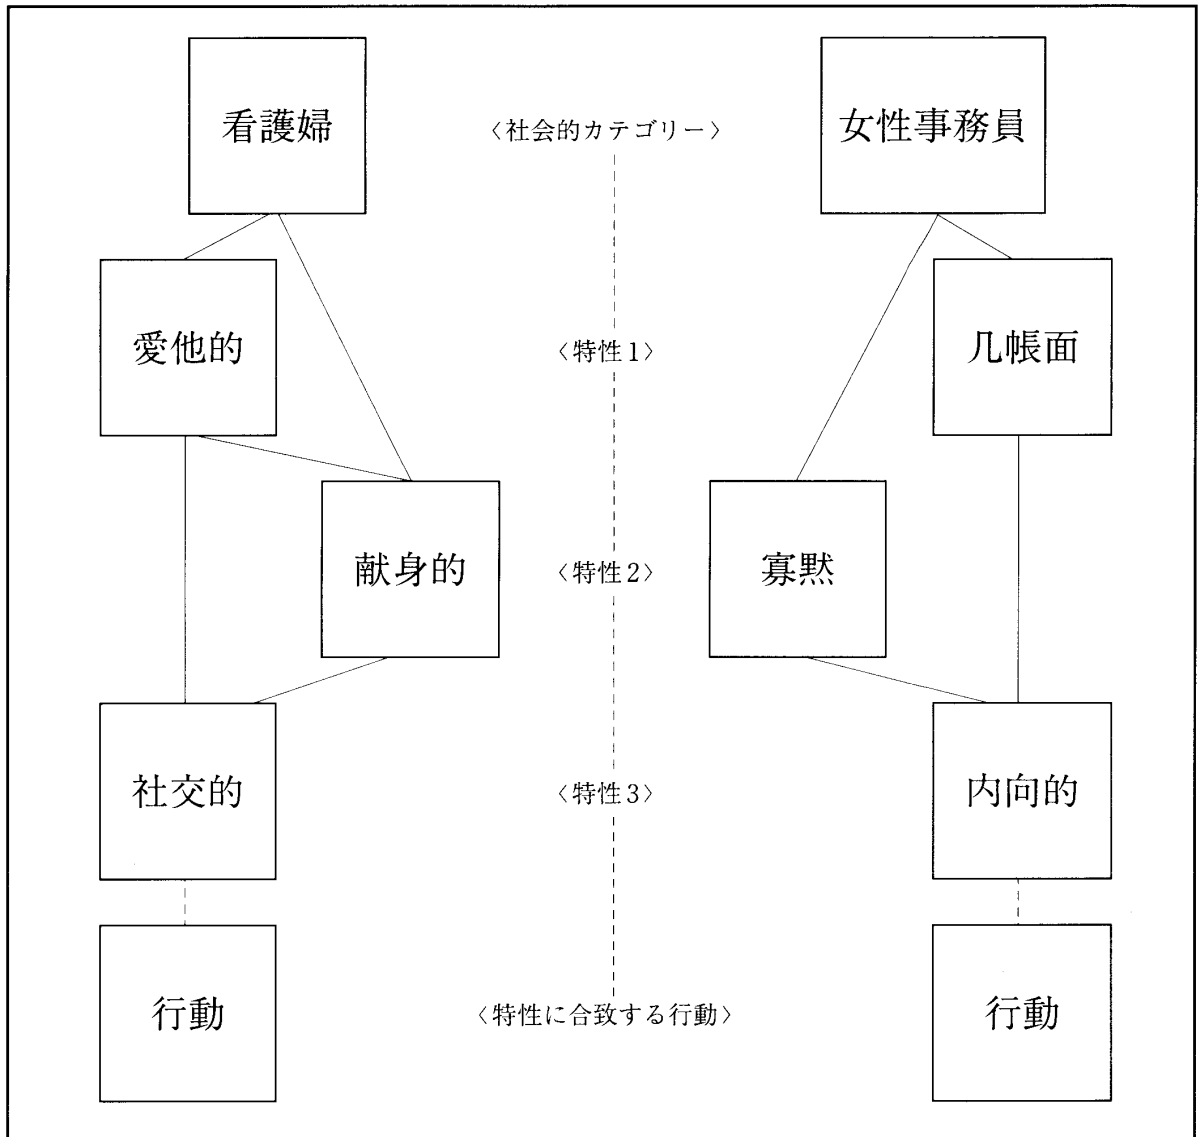 看護婦
〈社会的カテゴリー〉
女性事務員
愛他的
〈特性1〉
几帳面
献身的
〈特性2〉
寡黙
社交的
〈特性3〉
内向的
行動
〈特性に合致する行動〉
行動